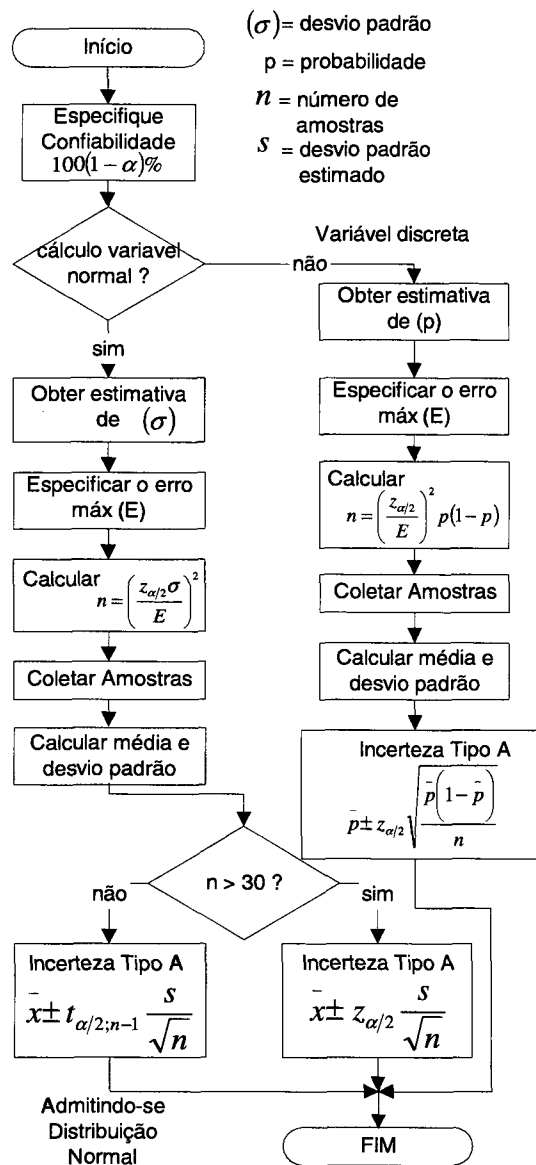 Início
(σ)= desvio padrão
p = probabilidade
n = número de
amostras
s = desvio padrão
estimado
Especifique
Confiabilidade
100(1 − α)%
cálculo variavel
normal ?
não
Variável discreta
sim
Obter estimativa
de (σ)
Especificar o erro
máx (E)
Calcular
n = (z_{α/2}σ / E)²
Coletar Amostras
Calcular média e
desvio padrão
Obter estimativa
de (p)
Especificar o erro
máx (E)
Calcular
n = (z_{α/2} / E)² p(1 − p)
Coletar Amostras
Calcular média e
desvio padrão
Incerteza Tipo A
p̄ ± z_{α/2} √(p̄(1 − p̄) / n)
n > 30 ?
não
sim
Incerteza Tipo A
x̄ ± t_{α/2;n−1} s/√n
Incerteza Tipo A
x̄ ± z_{α/2} s/√n
Admitindo-se
Distribuição
Normal
FIM